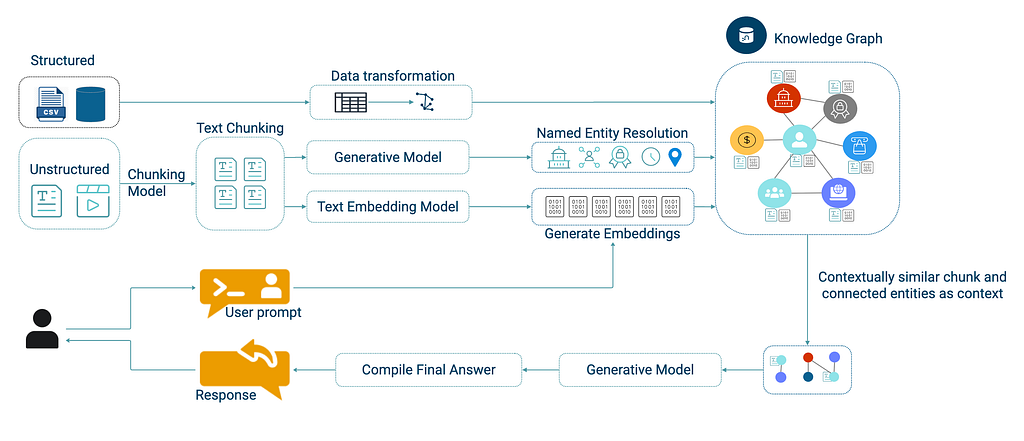 Knowledge Graph
Structured
CSV
Data transformation
Text Chunking
Unstructured
Chunking
Model
T
T
T
T
T
Generative Model
Text Embedding Model
Named Entity Resolution
0101
1001
0010
0101
1001
0010
0101
1001
0010
0101
1001
0010
0101
1001
0010
0101
1001
0010
Generate Embeddings
$
Contextually similar chunk and
connected entities as context
User prompt
Response
Compile Final Answer
Generative Model